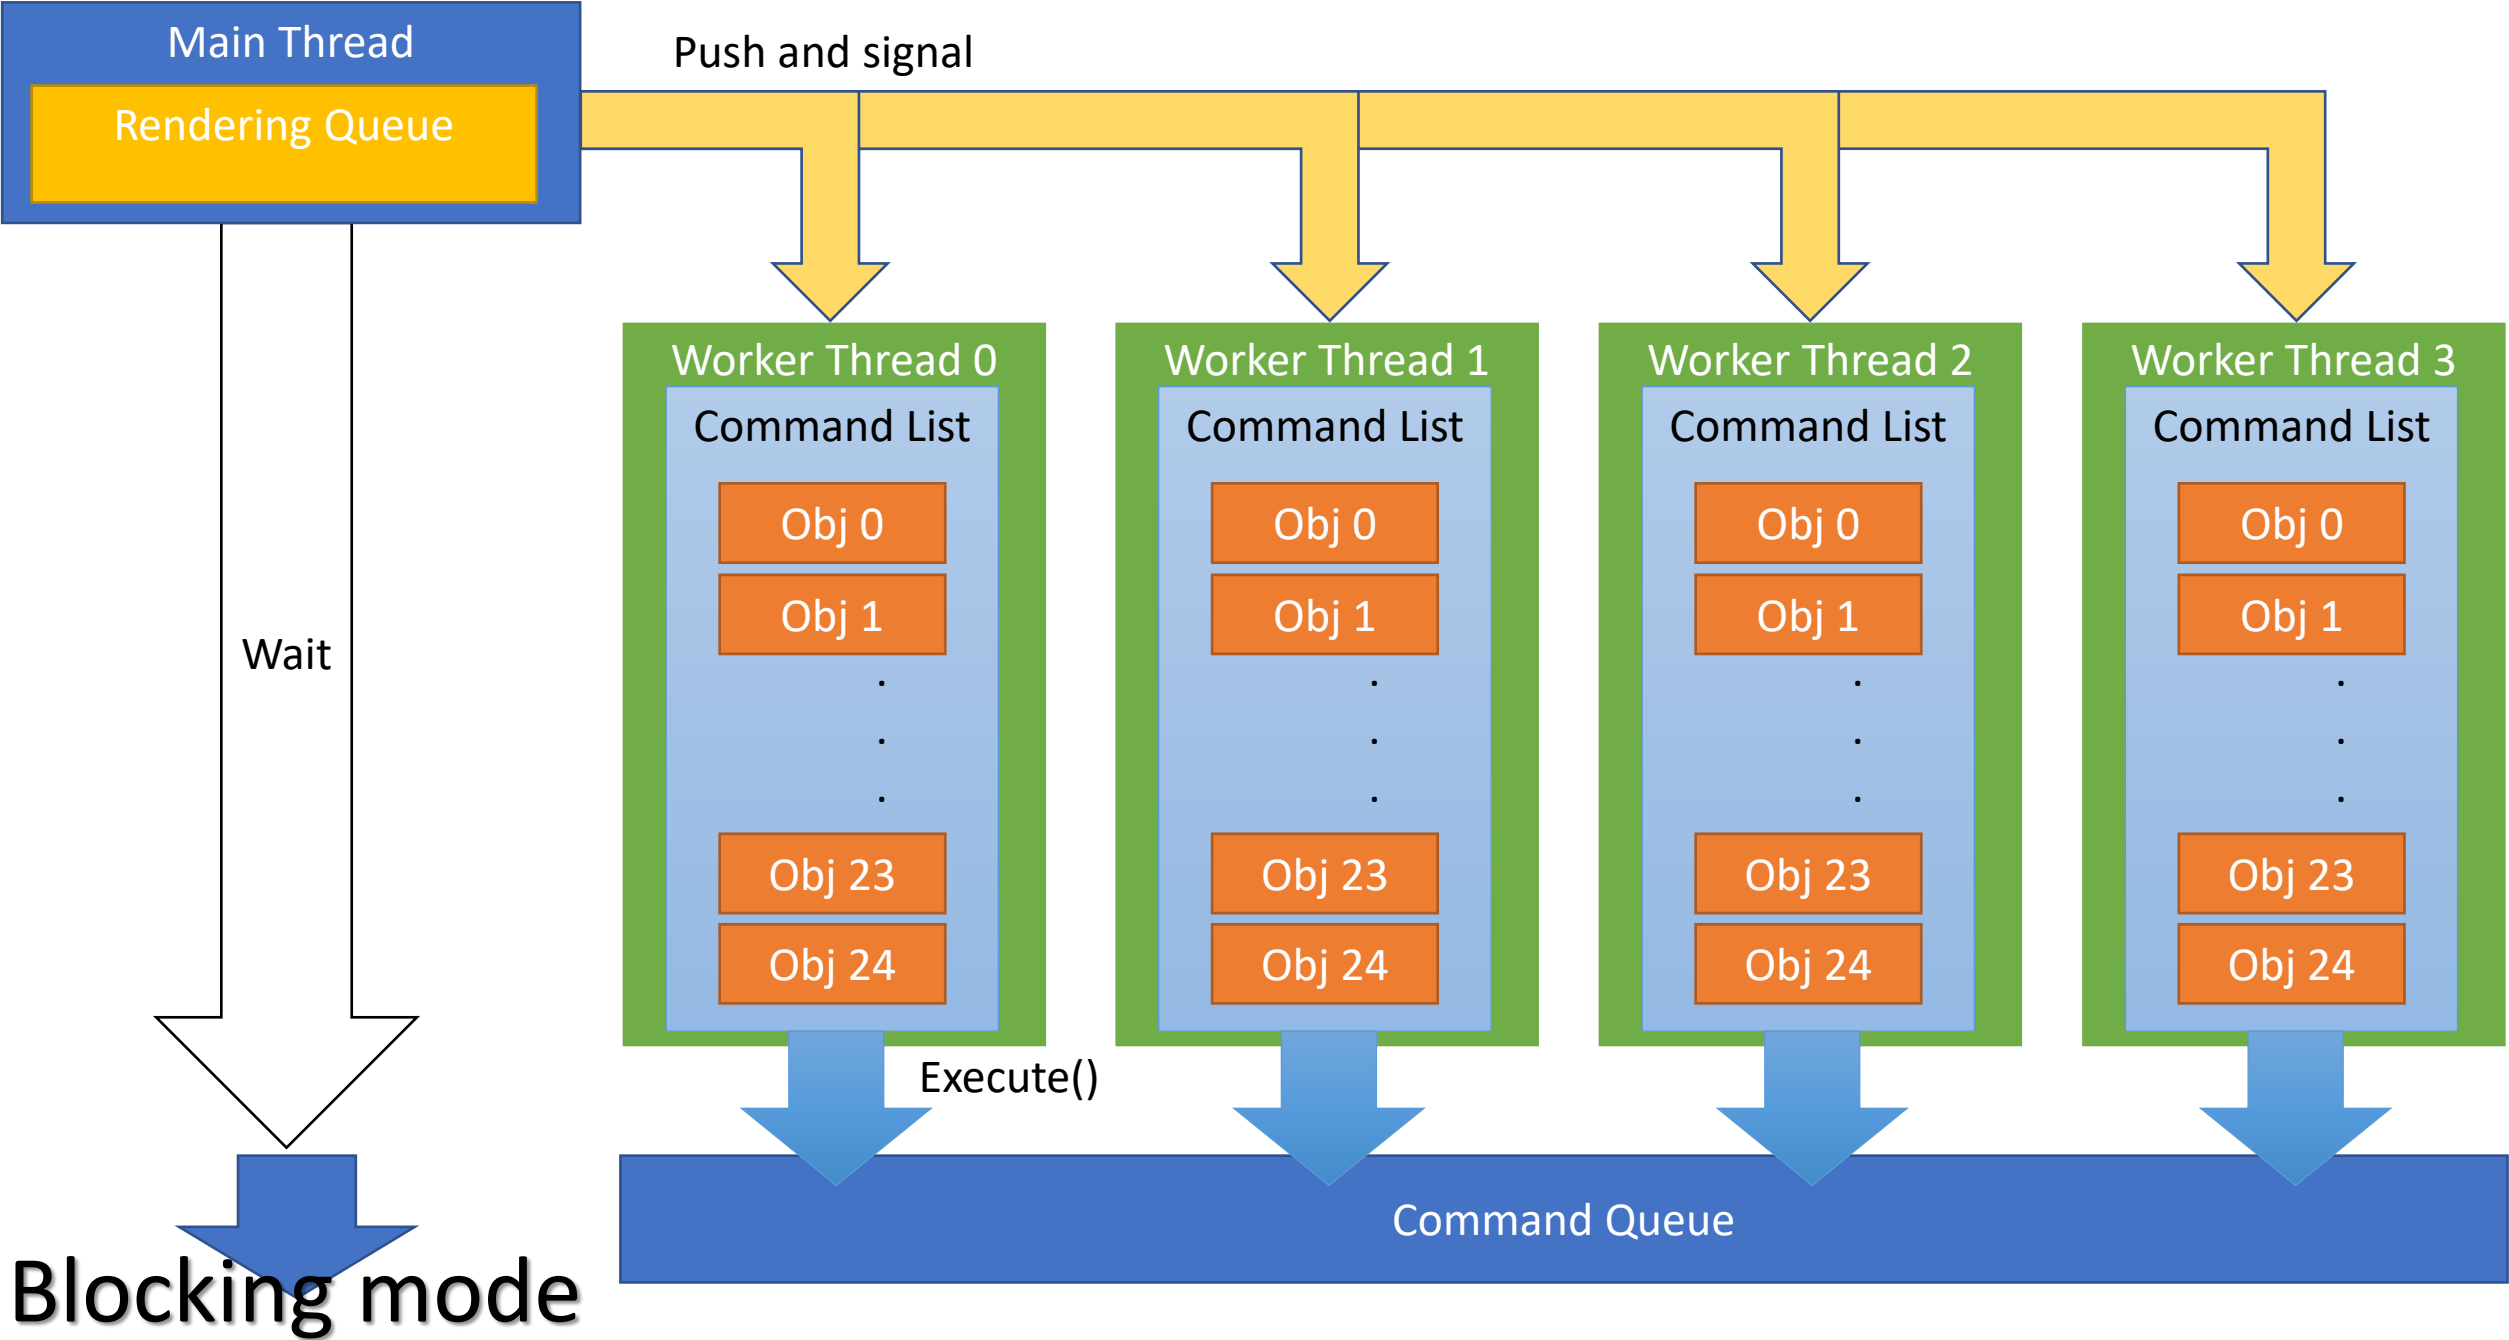 Main Thread
Rendering Queue
Push and signal
Wait
Worker Thread 0
Command List
Obj 0
Obj 1
.
.
.
Obj 23
Obj 24
Worker Thread 1
Command List
Obj 0
Obj 1
.
.
.
Obj 23
Obj 24
Worker Thread 2
Command List
Obj 0
Obj 1
.
.
.
Obj 23
Obj 24
Worker Thread 3
Command List
Obj 0
Obj 1
.
.
.
Obj 23
Obj 24
Execute()
Command Queue
Blocking mode